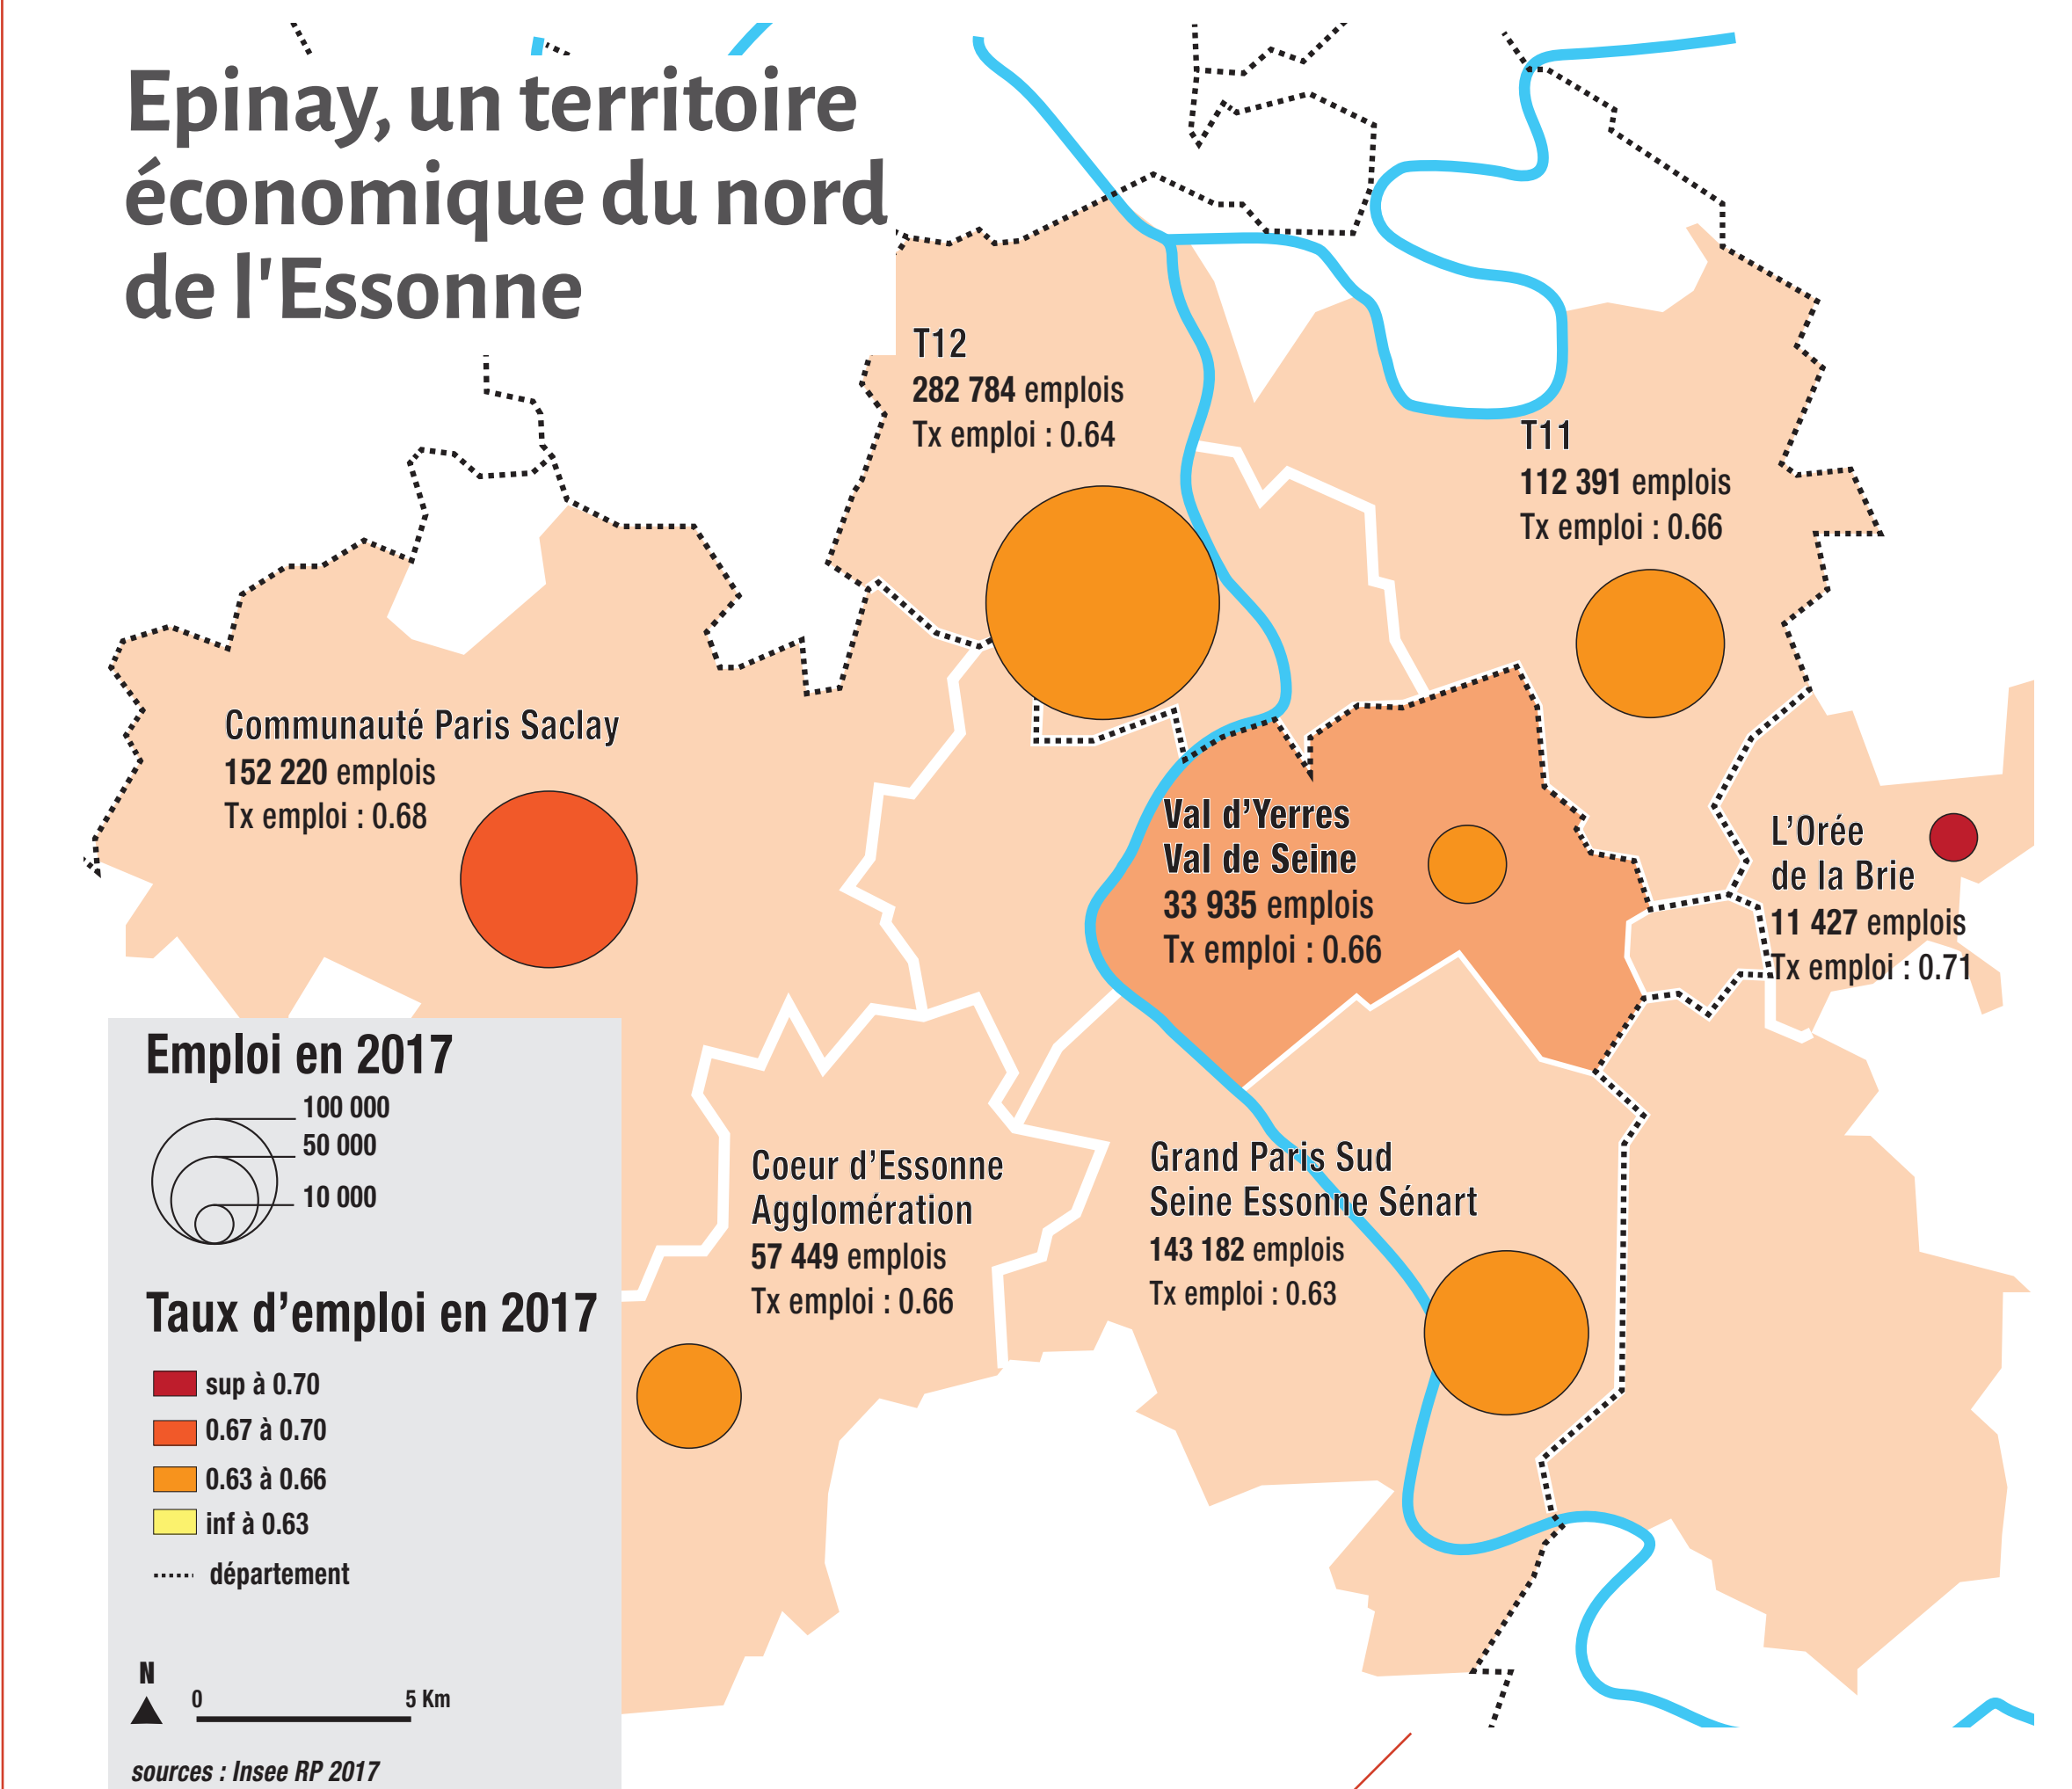 Epinay, un territoire
économique du nord
de l'Essonne
T12
282 784 emplois
Tx emploi : 0.64
T11
112 391 emplois
Tx emploi : 0.66
Communauté Paris Saclay
152 220 emplois
Tx emploi : 0.68
Val d’Yerres
Val de Seine
33 935 emplois
Tx emploi : 0.66
L’Orée
de la Brie
11 427 emplois
Tx emploi : 0.71
Coeur d’Essonne
Agglomération
57 449 emplois
Tx emploi : 0.66
Grand Paris Sud
Seine Essonne Sénart
143 182 emplois
Tx emploi : 0.63
Emploi en 2017
100 000
50 000
10 000
Taux d’emploi en 2017
sup à 0.70
0.67 à 0.70
0.63 à 0.66
inf à 0.63
département
N
0 5 Km
sources : Insee RP 2017